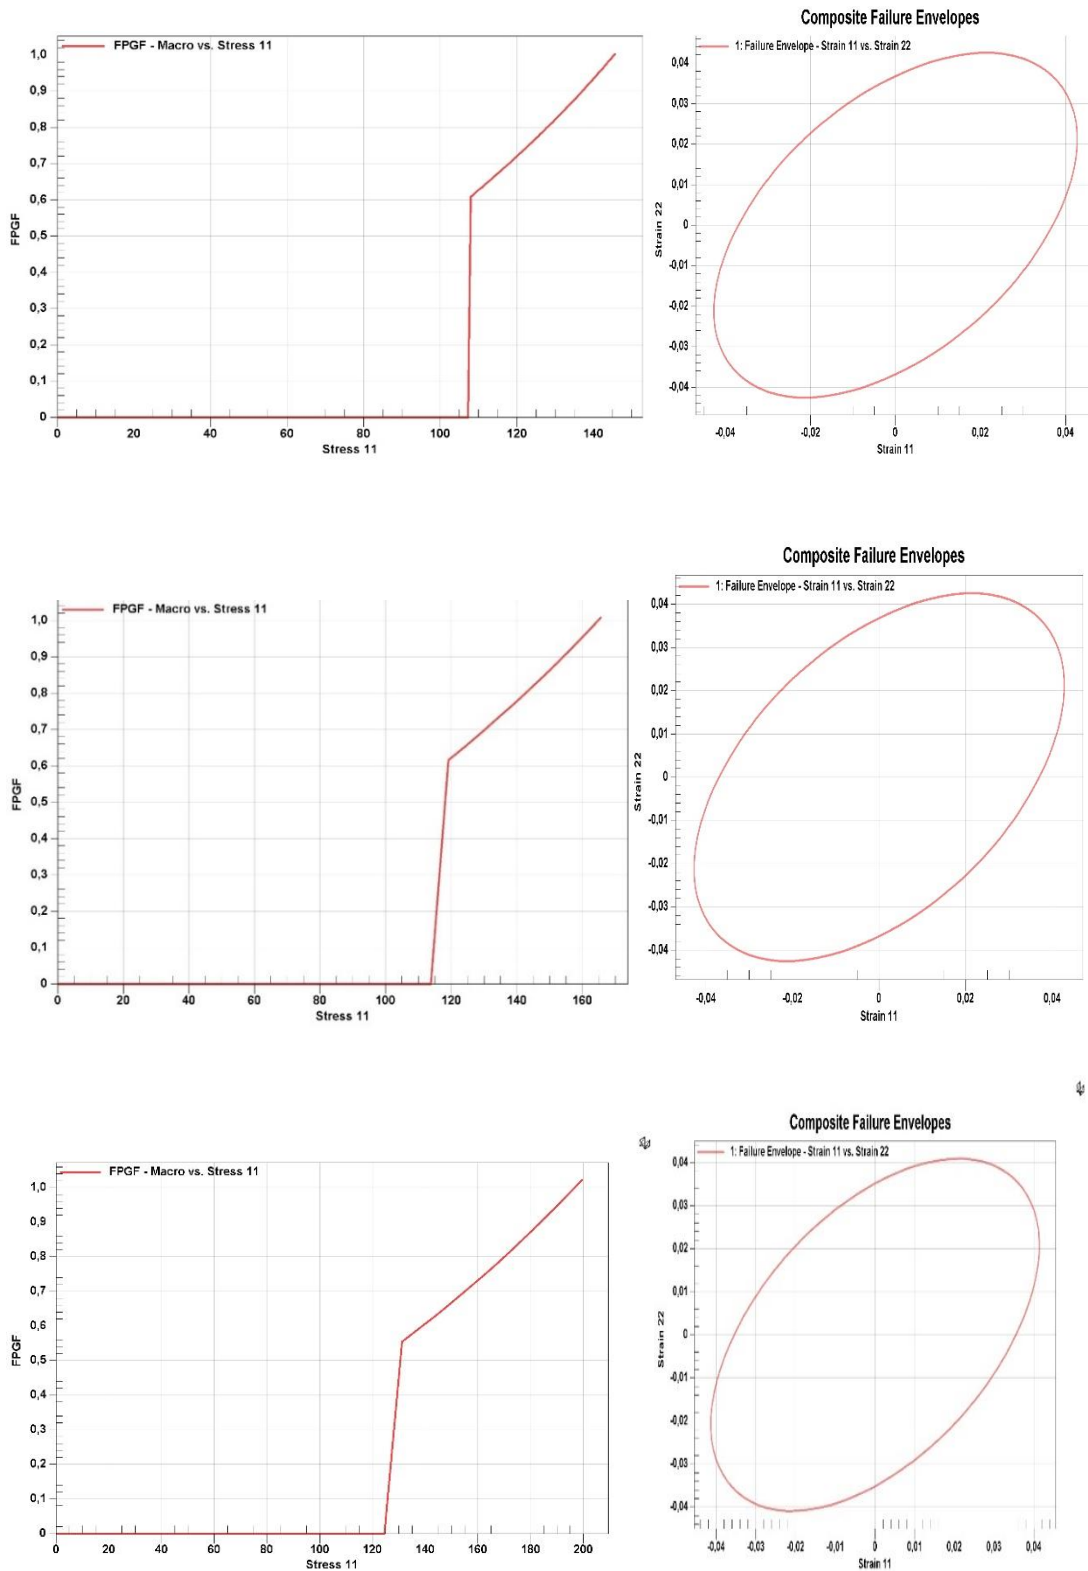 FPGF - Macro vs. Stress 11
1,0
0,9
0,8
0,7
0,6
0,5
0,4
0,3
0,2
0,1
0
FPGF
0 20 40 60 80 100 120 140
Stress 11
Composite Failure Envelopes
1: Failure Envelope - Strain 11 vs. Strain 22
0,04
0,03
0,02
0,01
0
-0,01
-0,02
-0,03
-0,04
Strain 22
-0,04 -0,02 0 0,02 0,04
Strain 11
FPGF - Macro vs. Stress 11
1,0
0,9
0,8
0,7
0,6
0,5
0,4
0,3
0,2
0,1
0
FPGF
0 20 40 60 80 100 120 140 160
Stress 11
Composite Failure Envelopes
1: Failure Envelope - Strain 11 vs. Strain 22
0,04
0,03
0,02
0,01
0
-0,01
-0,02
-0,03
-0,04
Strain 22
-0,04 -0,02 0 0,02 0,04
Strain 11
FPGF - Macro vs. Stress 11
1,0
0,9
0,8
0,7
0,6
0,5
0,4
0,3
0,2
0,1
0
FPGF
0 20 40 60 80 100 120 140 160 180 200
Stress 11
Composite Failure Envelopes
1: Failure Envelope - Strain 11 vs. Strain 22
0,04
0,03
0,02
0,01
0
-0,01
-0,02
-0,03
-0,04
Strain 22
-0,04 -0,03 -0,02 -0,01 0 0,01 0,02 0,03 0,04
Strain 11